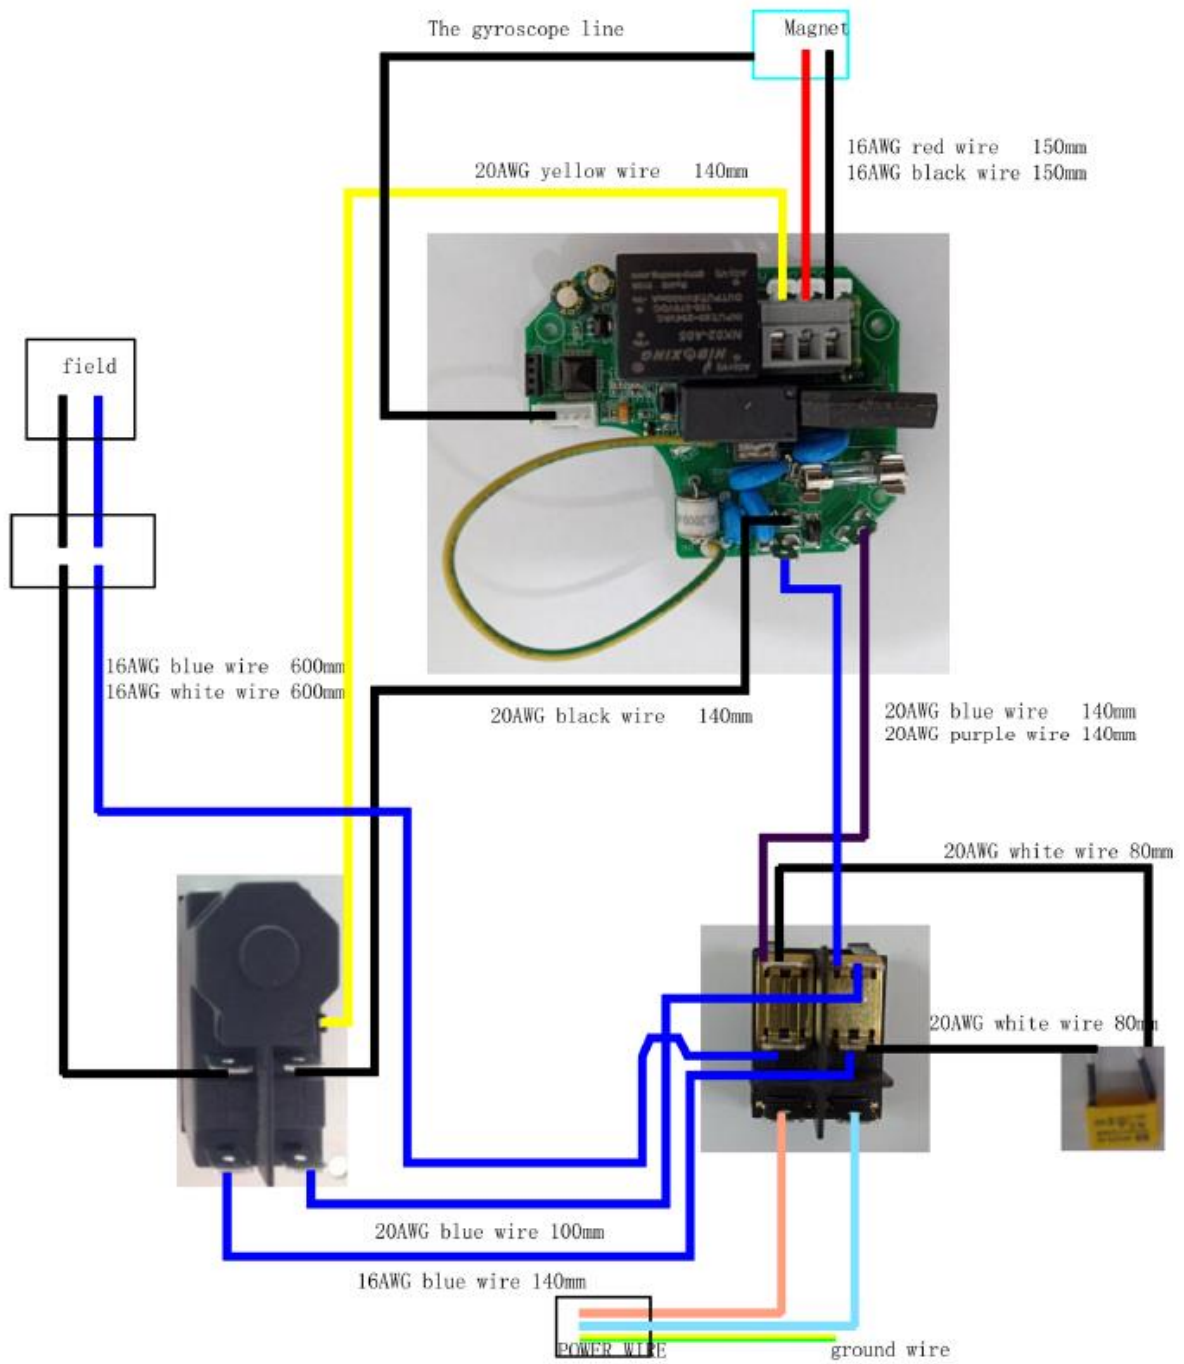 The gyroscope line
Magnet
16AWG red wire 150mm
16AWG black wire 150mm
20AWG yellow wire 140mm
field
16AWG blue wire 600mm
16AWG white wire 600mm
20AWG black wire 140mm
20AWG blue wire 140mm
20AWG purple wire 140mm
20AWG white wire 80mm
20AWG white wire 80mm
20AWG blue wire 100mm
16AWG blue wire 140mm
POWER WIRE
ground wire